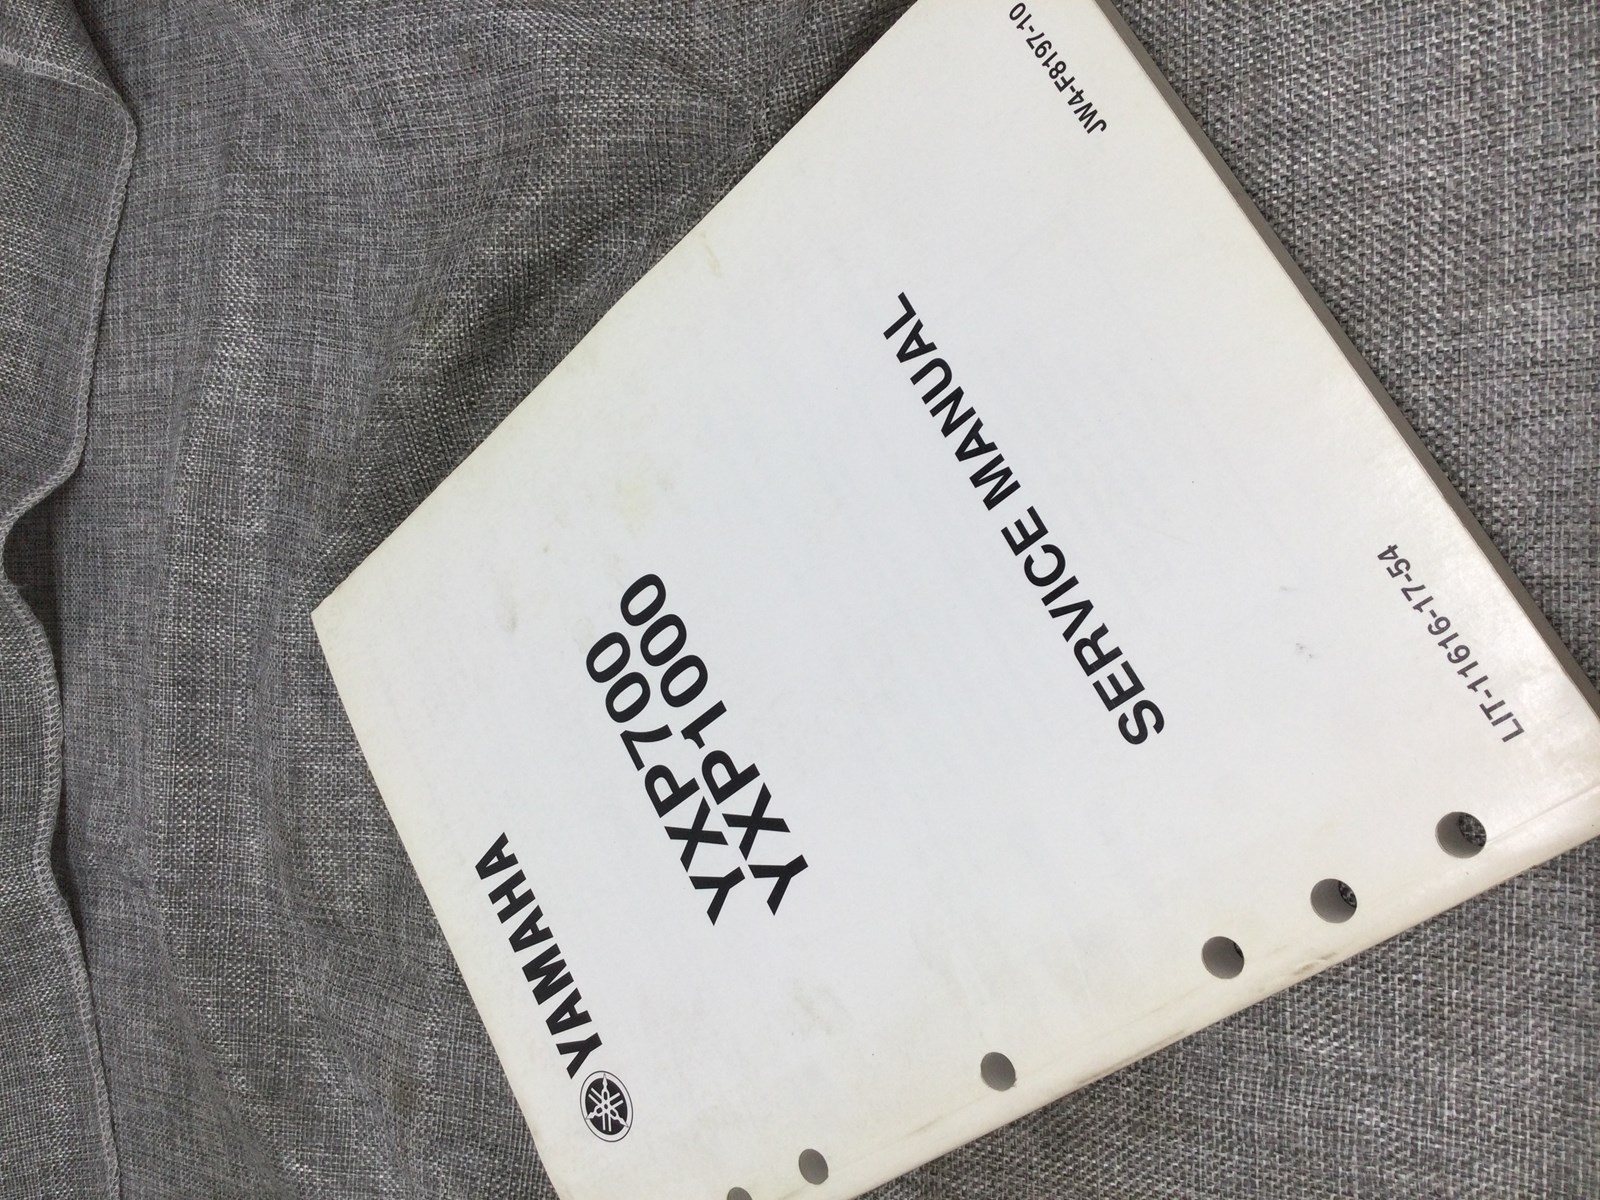 YAMAHA
YXP700
YXP1000
SERVICE MANUAL
LIT-11616-17-54
JW4-F8197-10